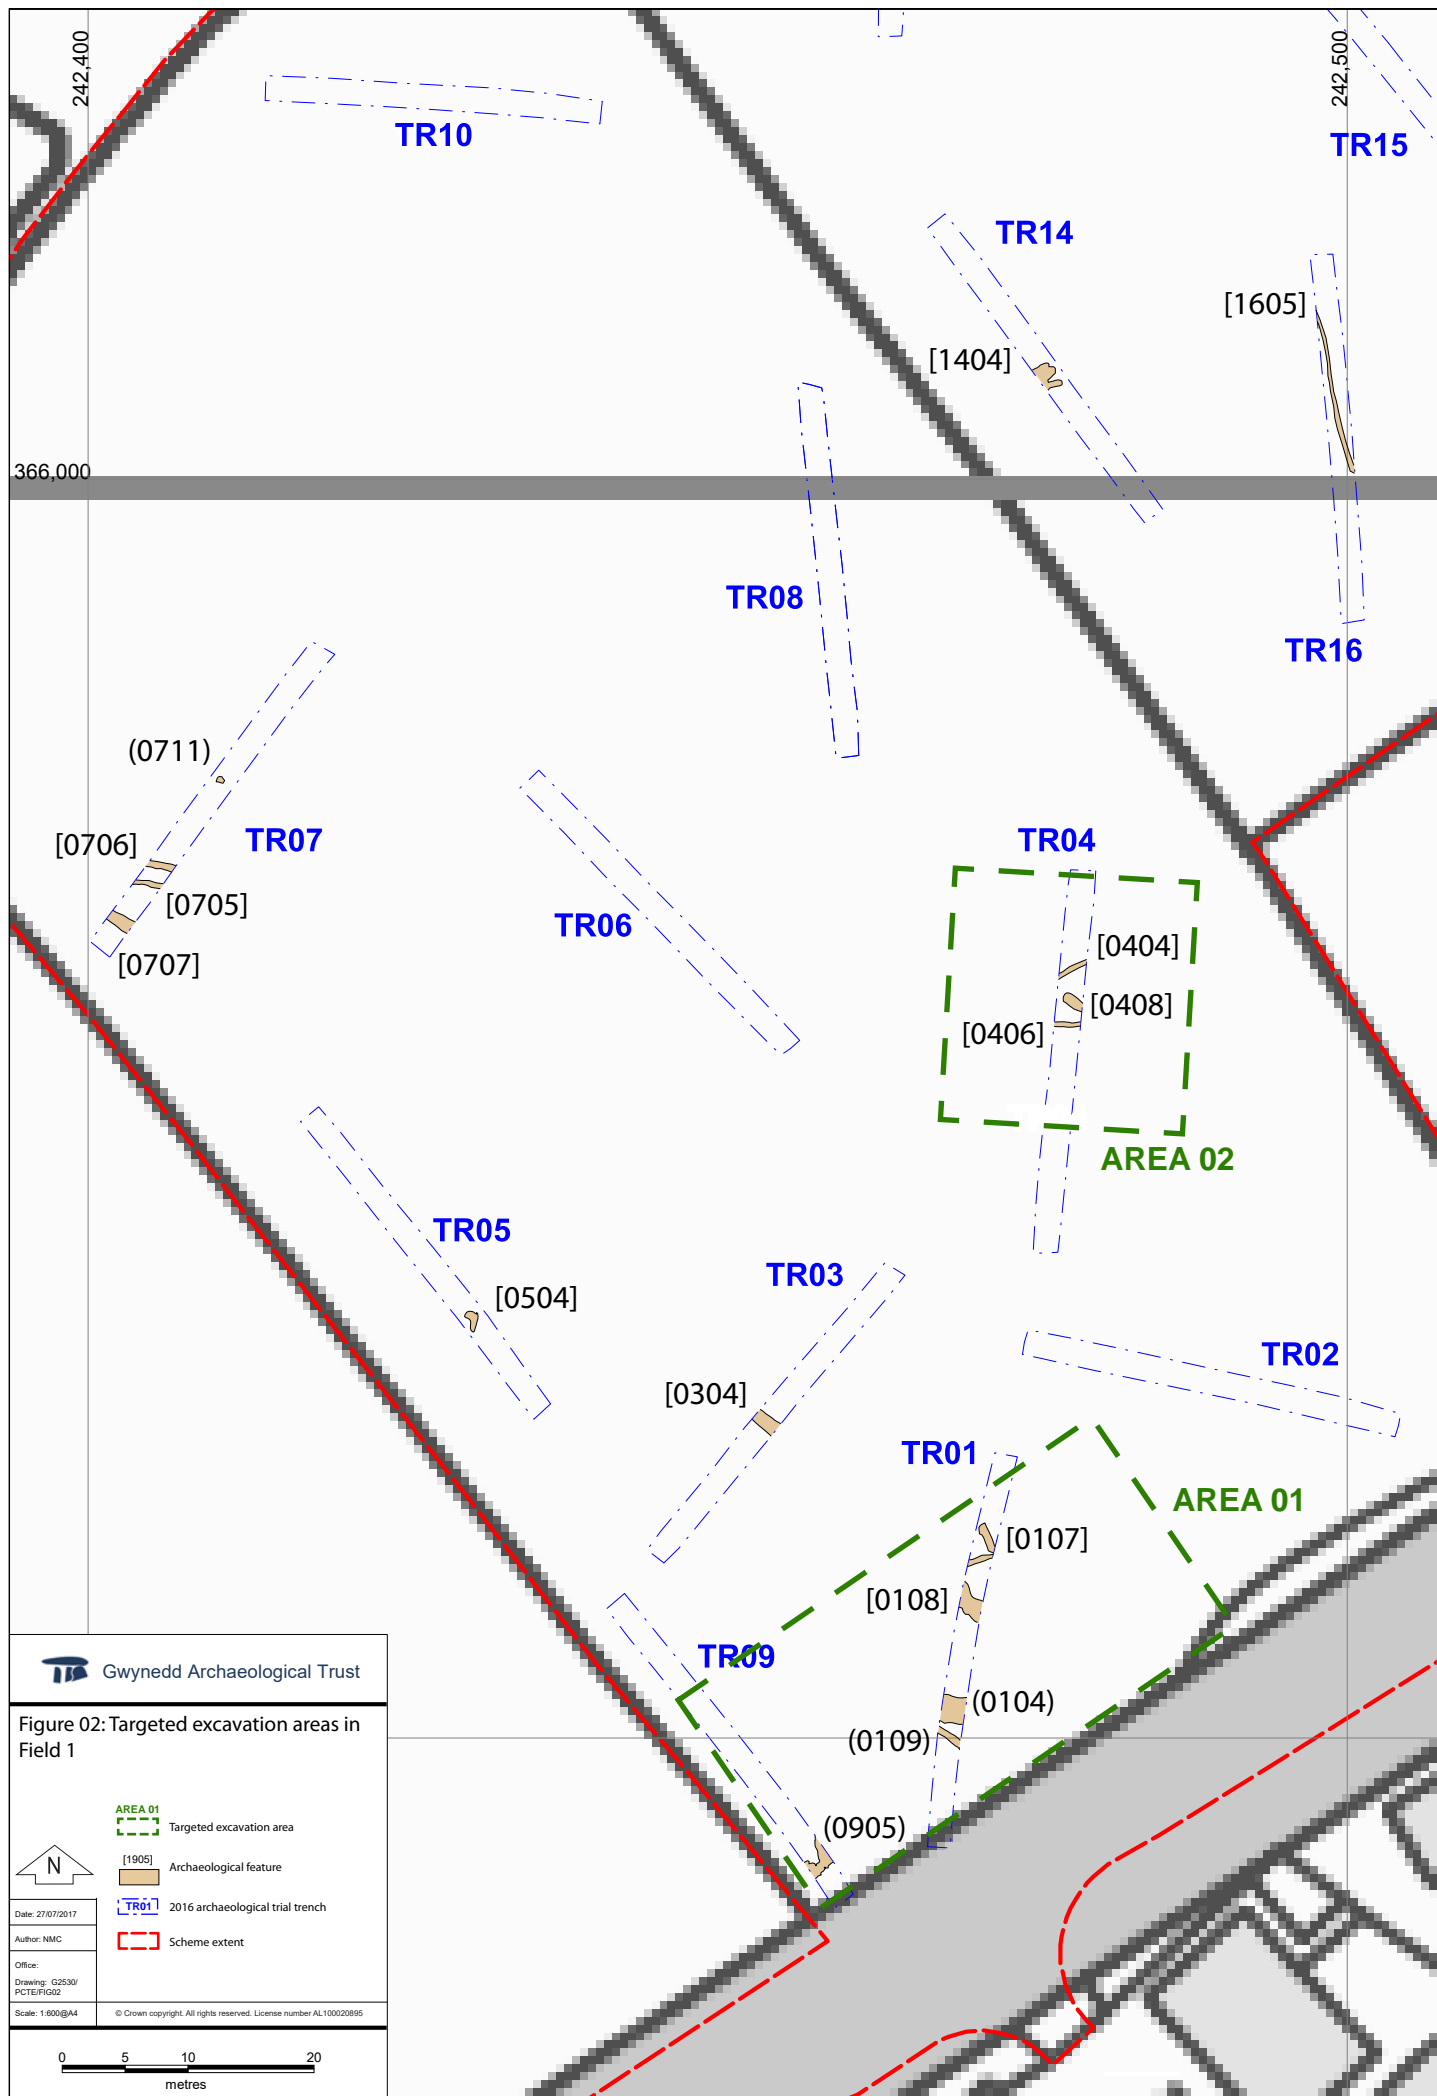 242,400
242,500
TR10
TR15
TR14
[1605]
[1404]
366,000
TR08
TR16
(0711)
[0706]
TR07
TR04
[0705]
TR06
[0404]
[0707]
[0408]
[0406]
AREA 02
TR05
TR03
[0504]
TR02
[0304]
TR01
AREA 01
[0107]
[0108]
TR09
(0104)
(0109)
(0905)
Gwynedd Archaeological Trust
Figure 02: Targeted excavation areas in
Field 1
AREA 01
Targeted excavation area
N
[1905]
Archaeological feature
TR01
2016 archaeological trial trench
Scheme extent
Date: 27/07/2017
Author: NMC
Office:
Drawing: G2530/
PCTE/FIG02
Scale: 1:600@A4
© Crown copyright. All rights reserved. License number AL100020895
0 5 10 20
metres